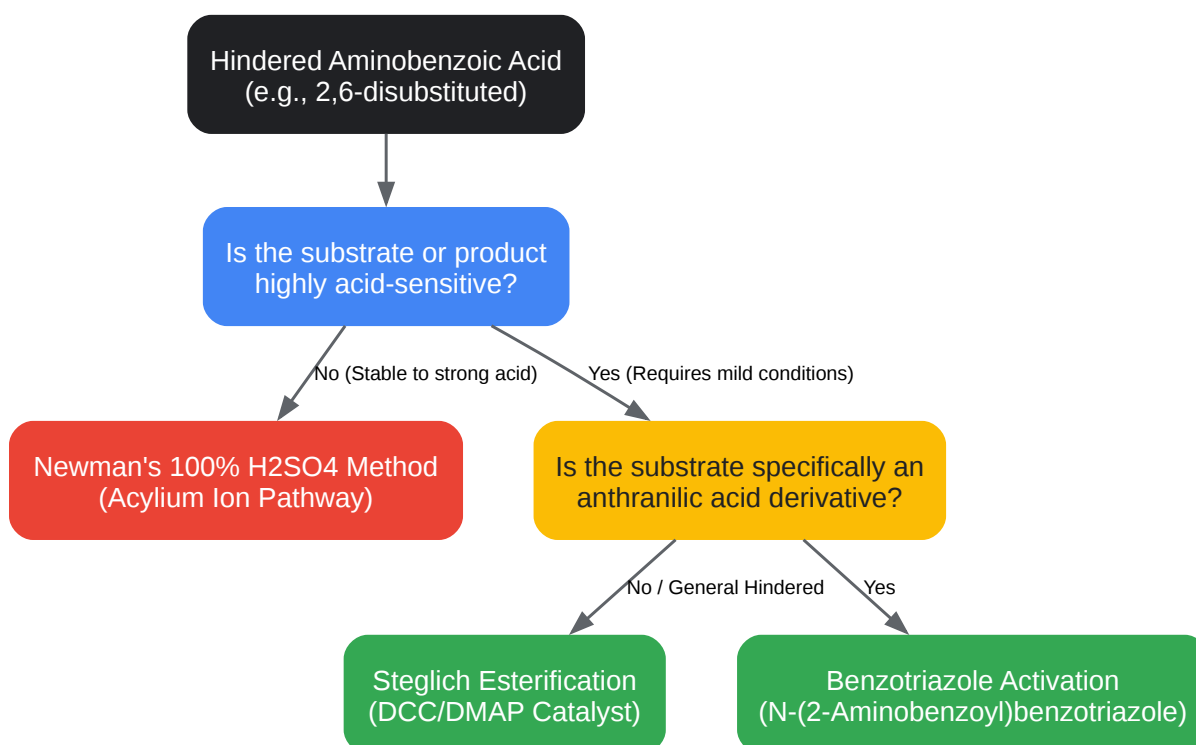 Hindered Aminobenzoic Acid
(e.g., 2,6-disubstituted)
Is the substrate or product
highly acid-sensitive?
No (Stable to strong acid)
Yes (Requires mild conditions)
Newman's 100% H2SO4 Method
(Acylium Ion Pathway)
Is the substrate specifically an
anthranilic acid derivative?
No / General Hindered
Yes
Steglich Esterification
(DCC/DMAP Catalyst)
Benzotriazole Activation
(N-(2-Aminobenzoyl)benzotriazole)